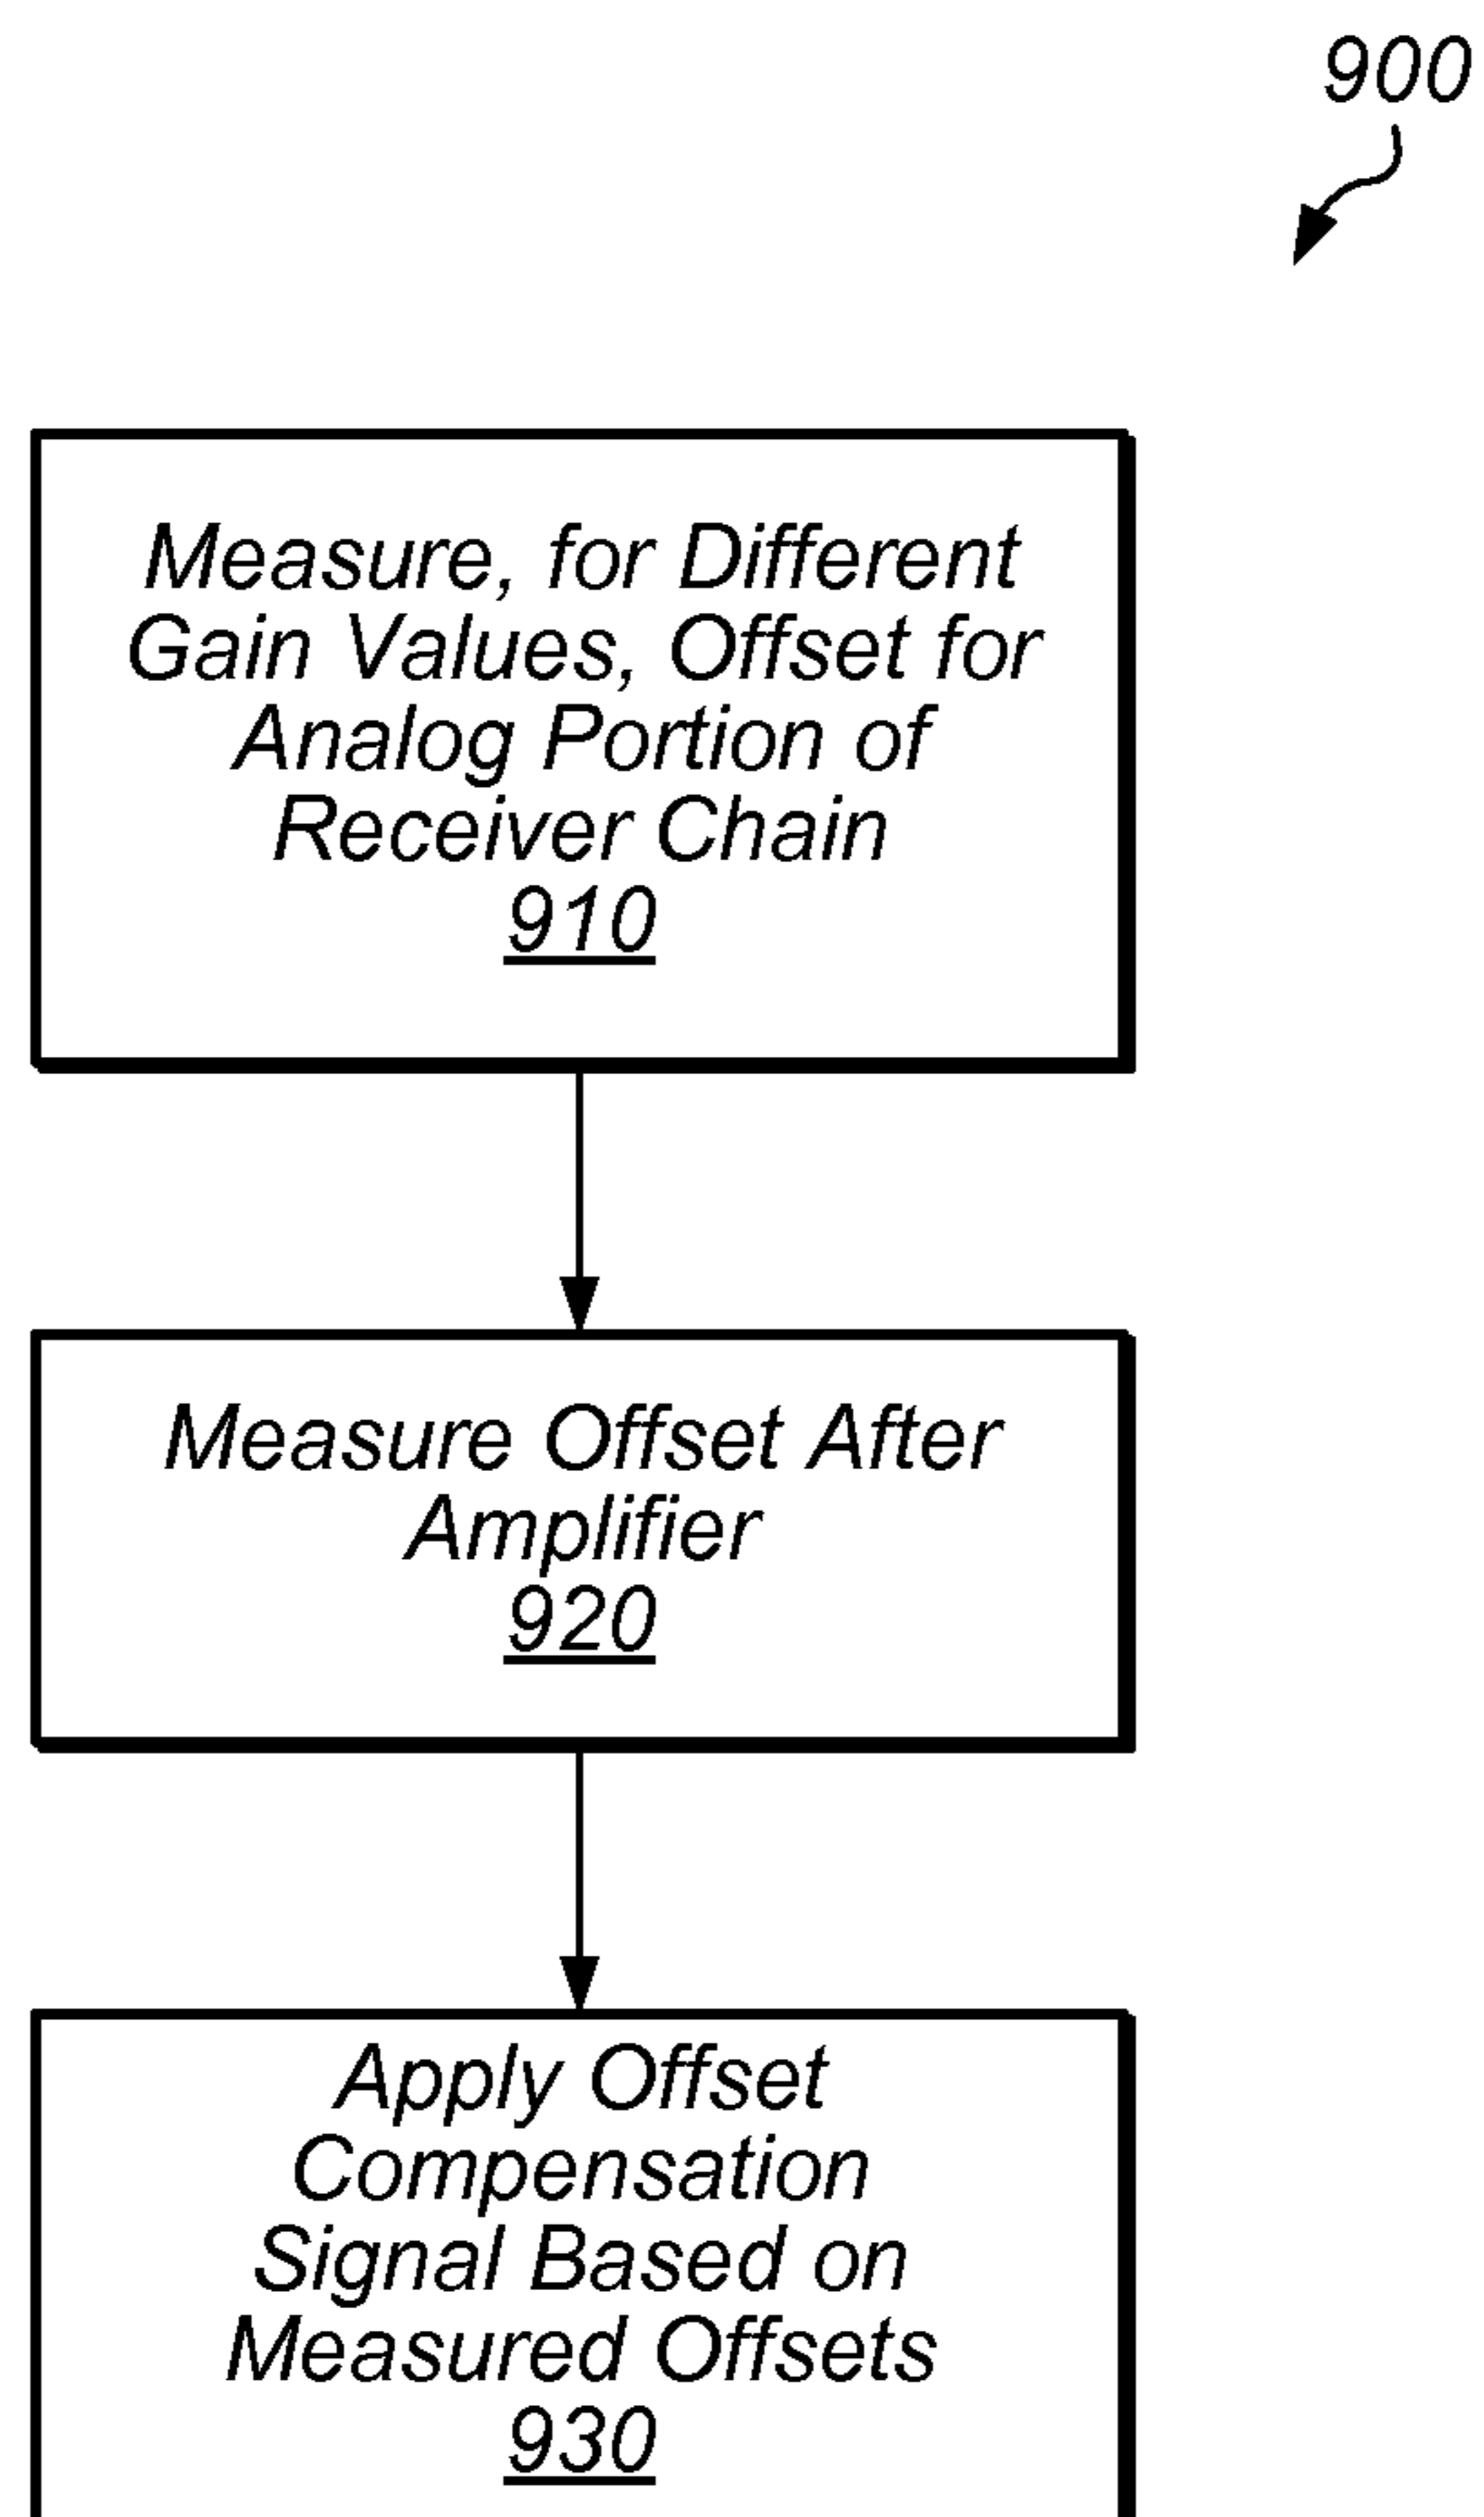 900
Measure, for Different
Gain Values, Offset for
Analog Portion of
Receiver Chain
910
Measure Offset After
Amplifier
920
Apply Offset
Compensation
Signal Based on
Measured Offsets
930